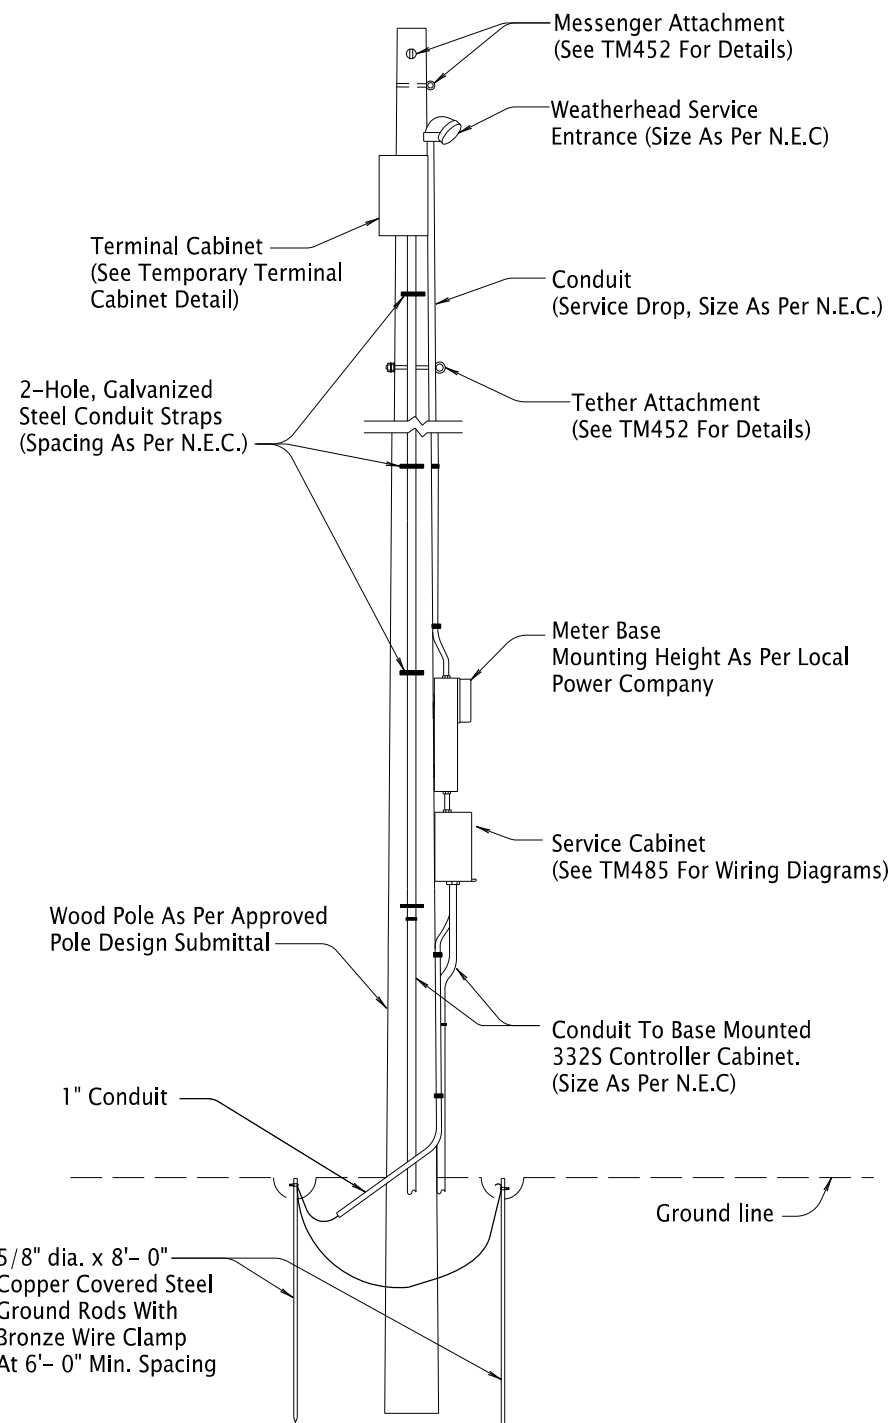 Messenger Attachment
(See TM452 For Details)
Weatherhead Service
Entrance (Size As Per N.E.C)
Terminal Cabinet
(See Temporary Terminal
Cabinet Detail)
Conduit
(Service Drop, Size As Per N.E.C.)
2-Hole, Galvanized
Steel Conduit Straps
(Spacing As Per N.E.C.)
Tether Attachment
(See TM452 For Details)
Meter Base
Mounting Height As Per Local
Power Company
Service Cabinet
(See TM485 For Wiring Diagrams)
Wood Pole As Per Approved
Pole Design Submittal
Conduit To Base Mounted
332S Controller Cabinet.
(Size As Per N.E.C)
1" Conduit
Ground line
5/8" dia. x 8'- 0"
Copper Covered Steel
Ground Rods With
Bronze Wire Clamp
At 6'- 0" Min. Spacing